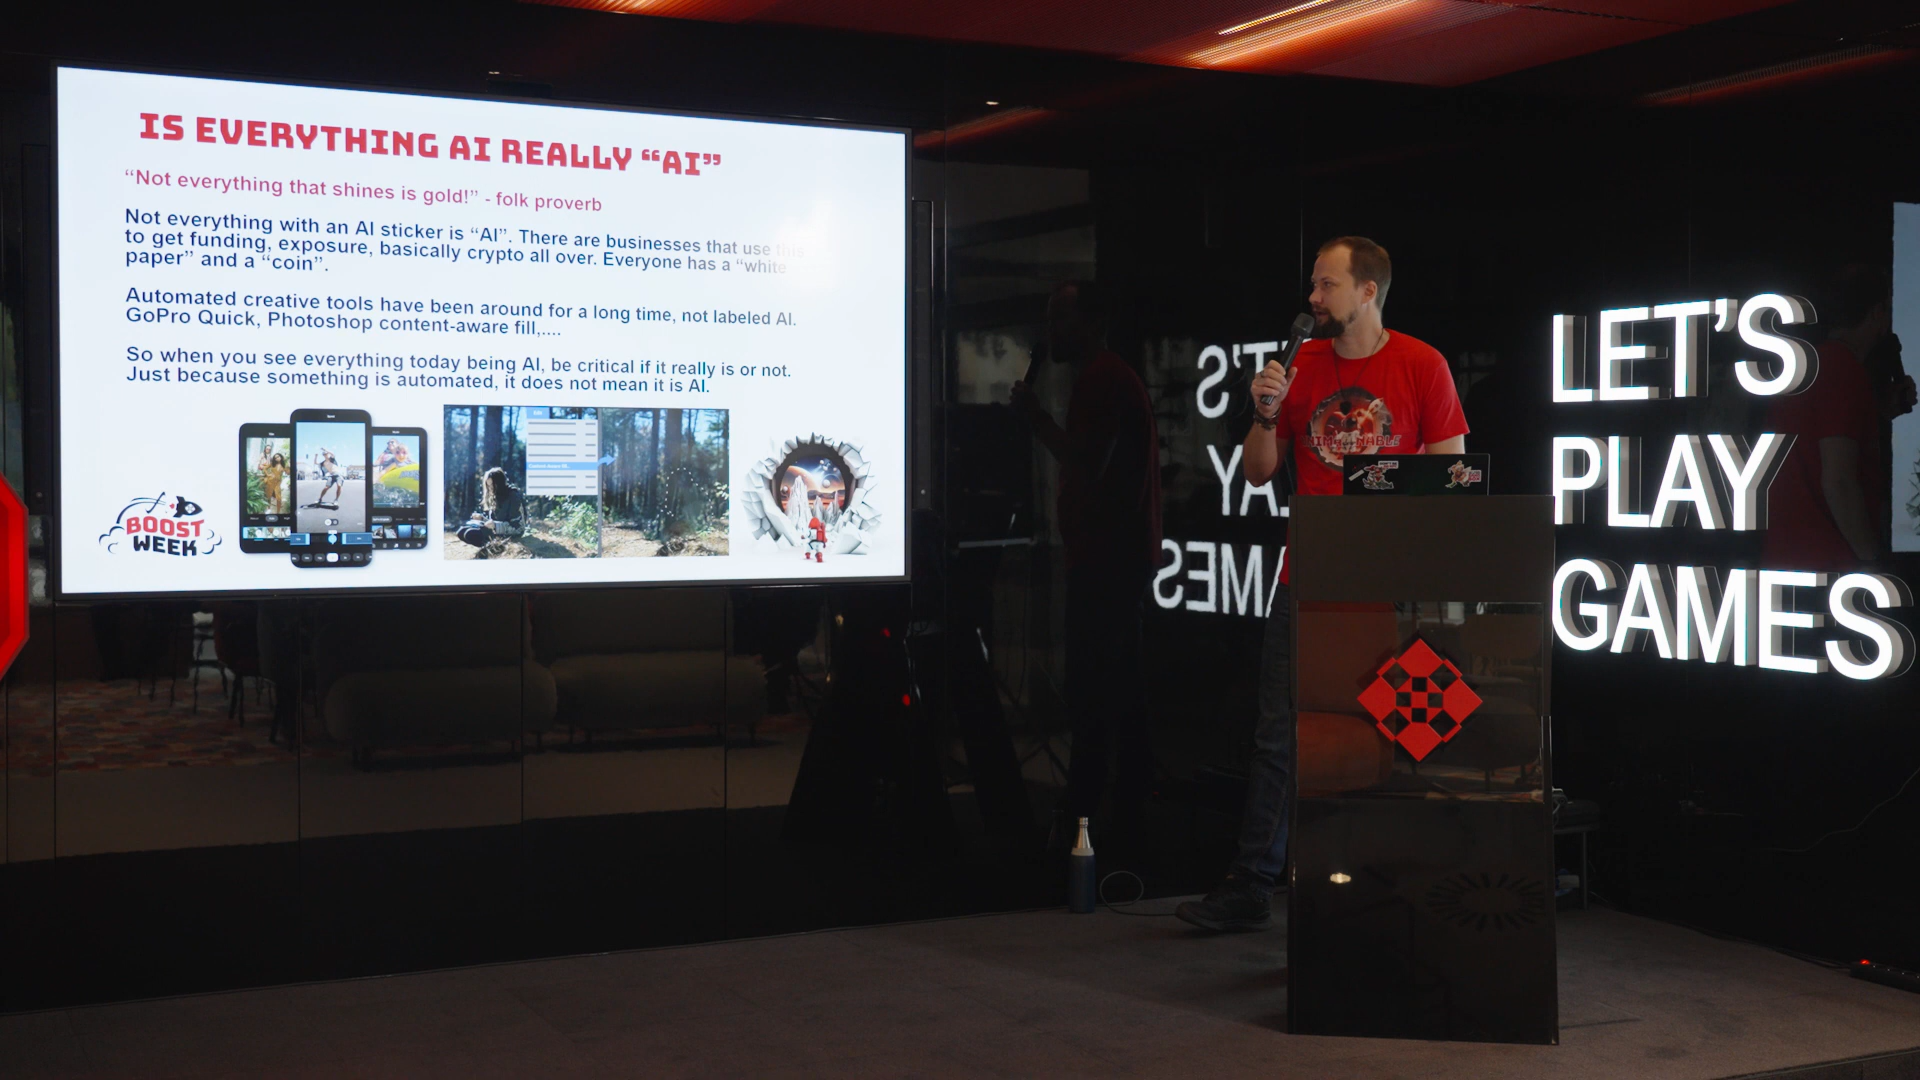 IS EVERYTHING AI REALLY “AI”
“Not everything that shines is gold!” - folk proverb
Not everything with an AI sticker is “AI”. There are businesses that use this
to get funding, exposure, basically crypto all over. Everyone has a “white
paper” and a “coin”.
Automated creative tools have been around for a long time, not labeled AI.
GoPro Quick, Photoshop content-aware fill,....
So when you see everything today being AI, be critical if it really is or not.
Just because something is automated, it does not mean it is AI.
BOOST
WEEK
LET’S
PLAY
GAMES